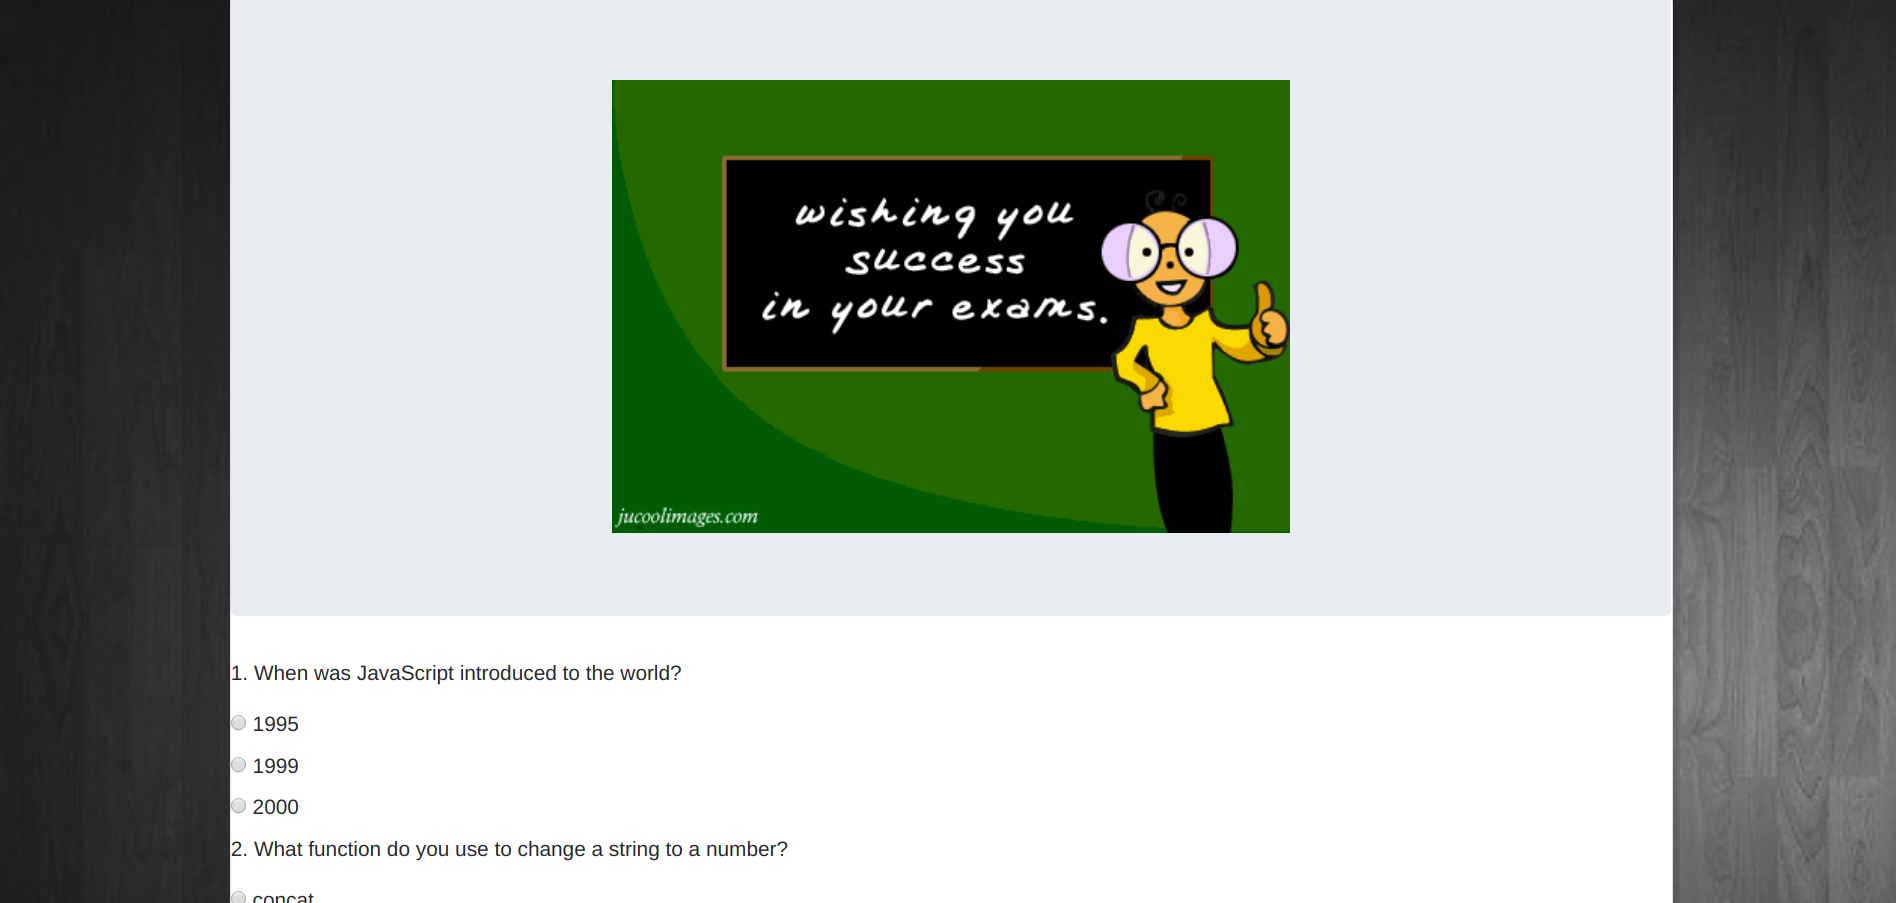 wishing you
success
in your exams.
jucoolimages.com
1. When was JavaScript introduced to the world?
1995
1999
2000
2. What function do you use to change a string to a number?
concat